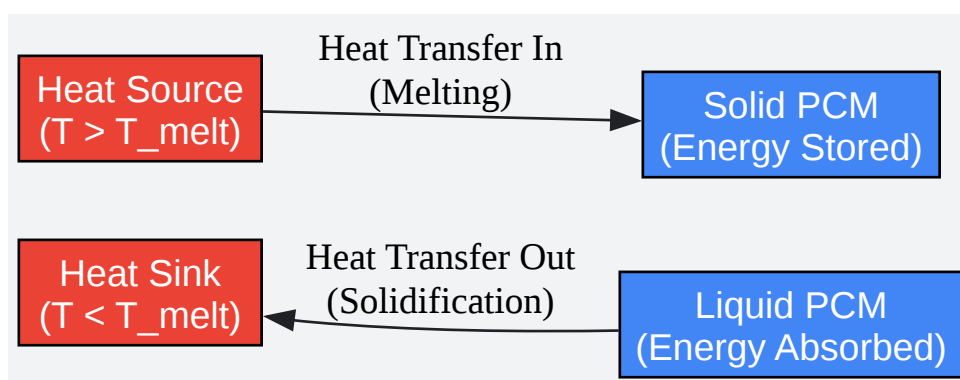 Heat Transfer In
(Melting)
Heat Source
(T > T_melt)
Solid PCM
(Energy Stored)
Heat Transfer Out
(Solidification)
Heat Sink
(T < T_melt)
Liquid PCM
(Energy Absorbed)